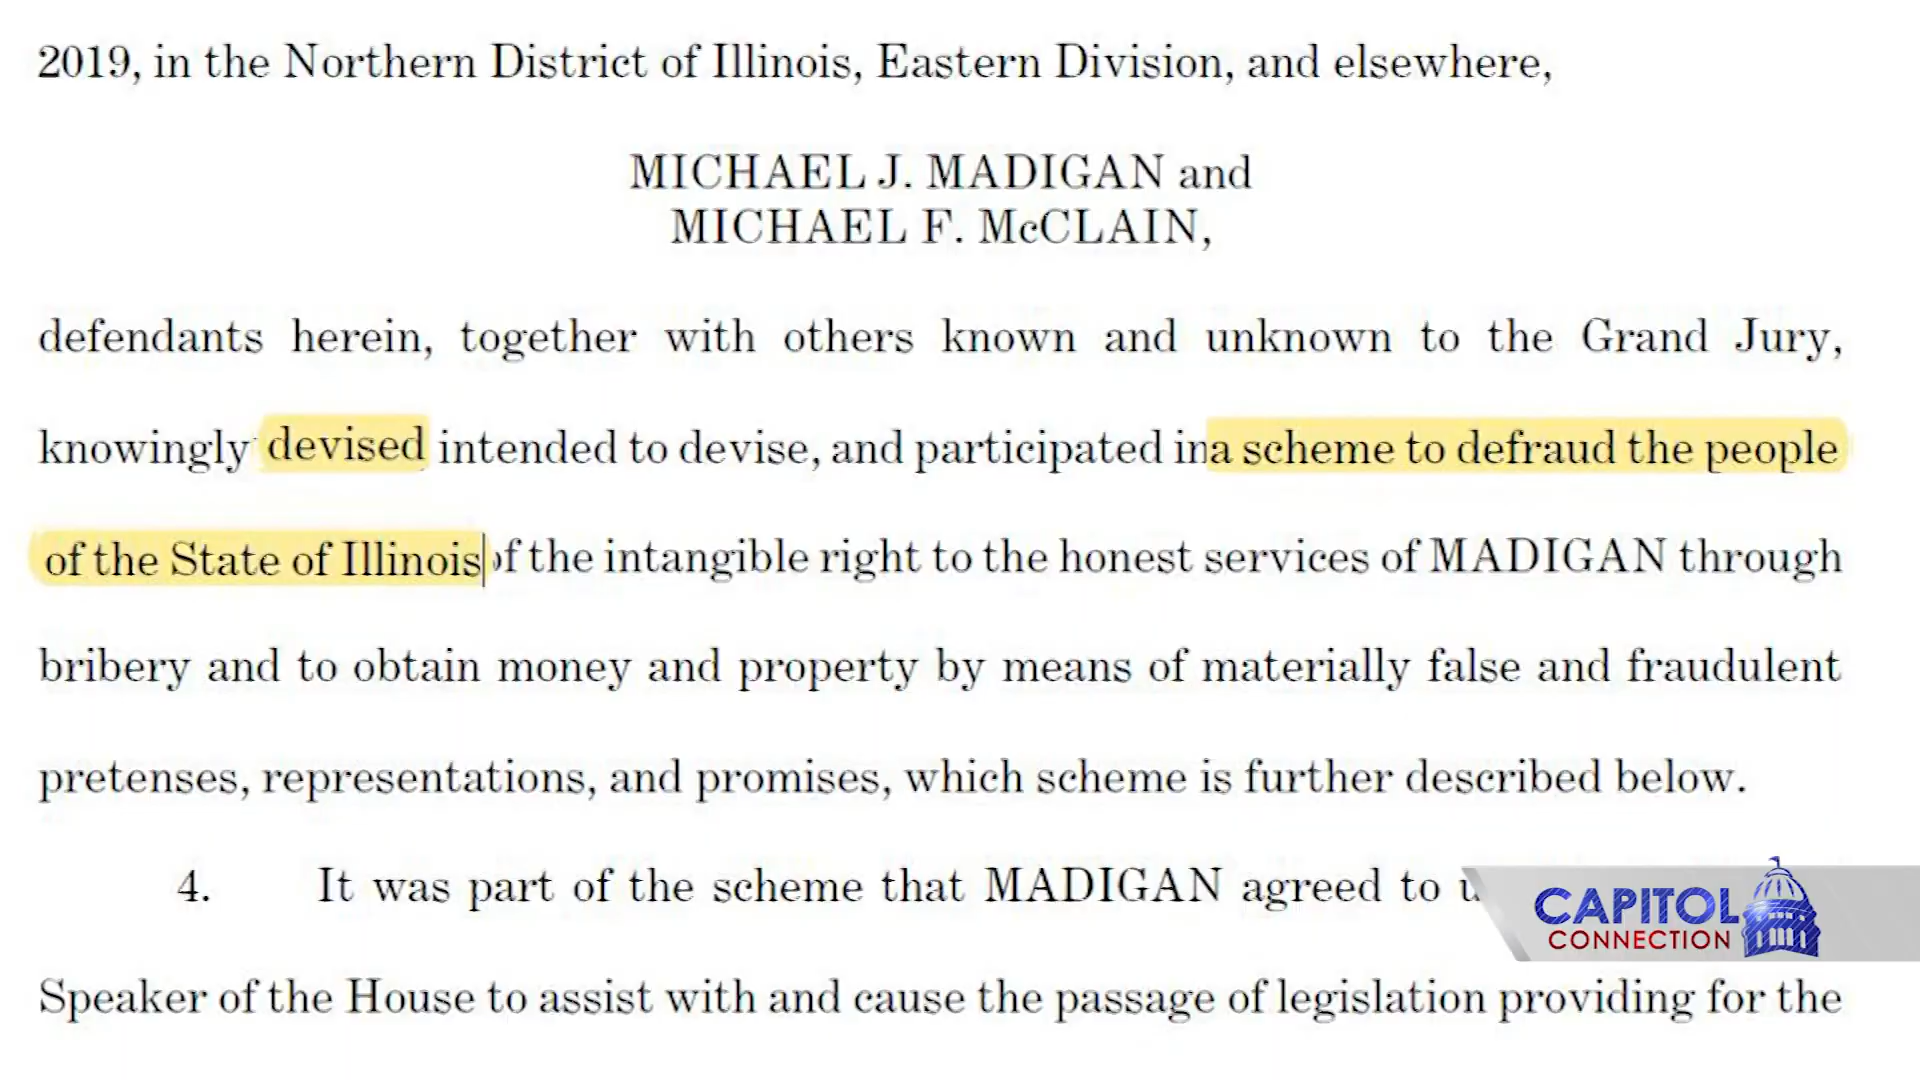 2019, in the Northern District of Illinois, Eastern Division, and elsewhere,
MICHAEL J. MADIGAN and
MICHAEL F. McCLAIN,
defendants herein, together with others known and unknown to the Grand Jury,
knowingly devised intended to devise, and participated in a scheme to defraud the people
of the State of Illinois of the intangible right to the honest services of MADIGAN through
bribery and to obtain money and property by means of materially false and fraudulent
pretenses, representations, and promises, which scheme is further described below.
4. It was part of the scheme that MADIGAN agreed to
CAPITOL
CONNECTION
Speaker of the House to assist with and cause the passage of legislation providing for the